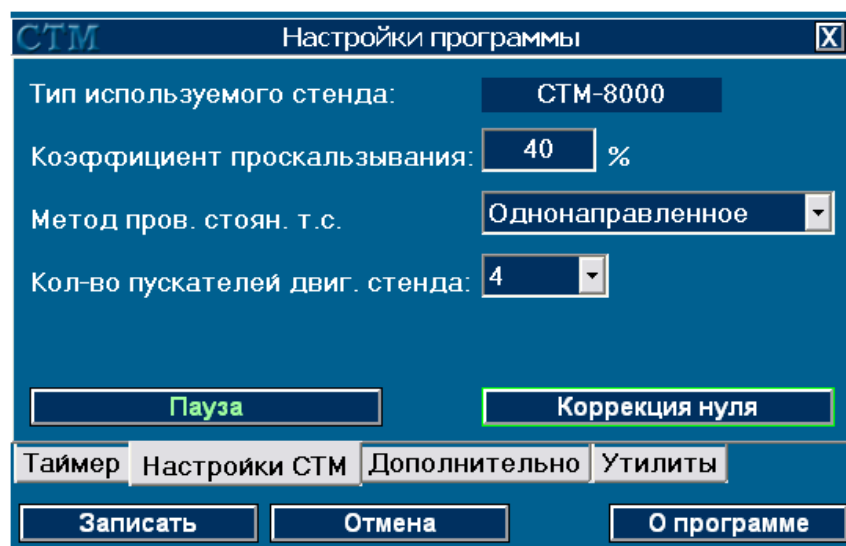 СТМ Настройки программы X
Тип используемого стенда: СТМ-8000
Коэффициент проскальзывания: 40 %
Метод пров. стоян. т.с. Однонаправленное
Кол-во пускателей двиг. стенда: 4
Пауза Коррекция нуля
Таймер Настройки СТМ Дополнительно Утилиты
Записать Отмена О программе